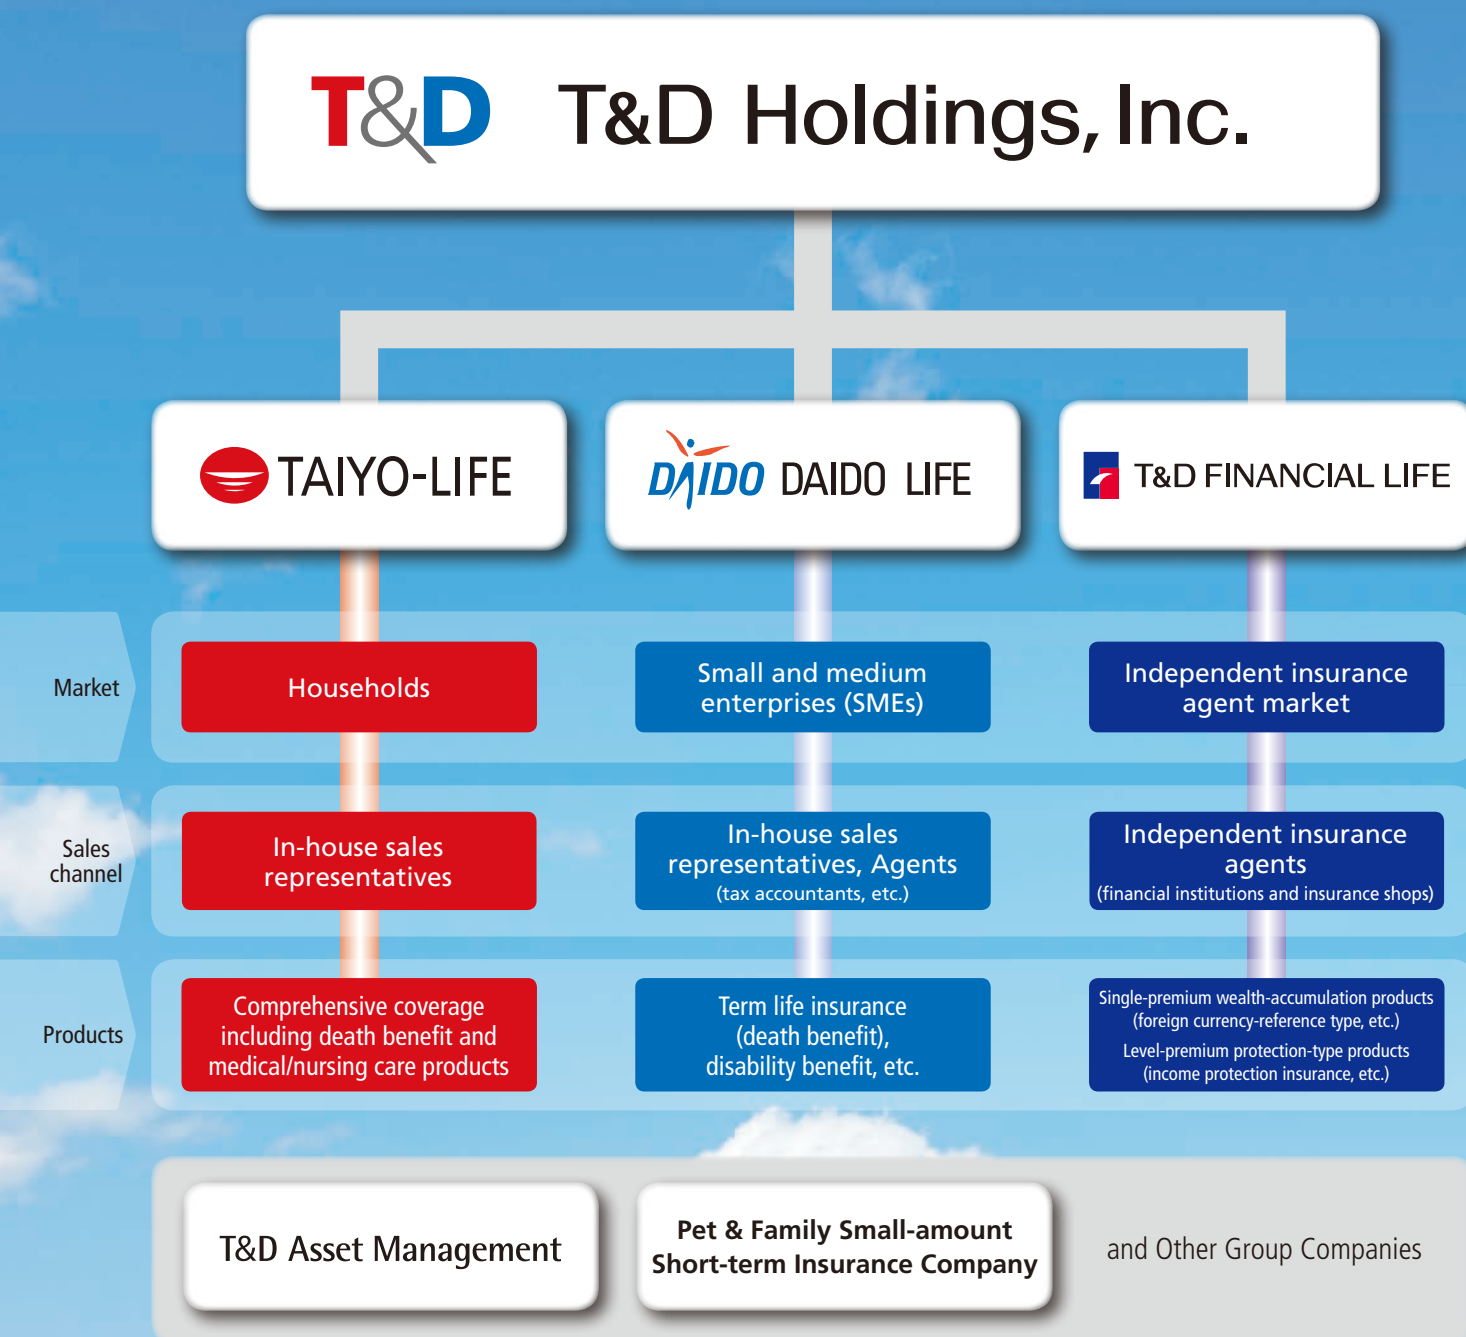 T&D T&D Holdings, Inc.
TAIYO-LIFE
DAIDO DAIDO LIFE
T&D FINANCIAL LIFE
Market
Households
Small and medium
enterprises (SMEs)
Independent insurance
agent market
Sales
channel
In-house sales
representatives
In-house sales
representatives, Agents
(tax accountants, etc.)
Independent insurance
agents
(financial institutions and insurance shops)
Products
Comprehensive coverage
including death benefit and
medical/nursing care products
Term life insurance
(death benefit),
disability benefit, etc.
Single-premium wealth-accumulation products
(foreign currency-reference type, etc.)
Level-premium protection-type products
(income protection insurance, etc.)
T&D Asset Management
Pet & Family Small-amount
Short-term Insurance Company
and Other Group Companies